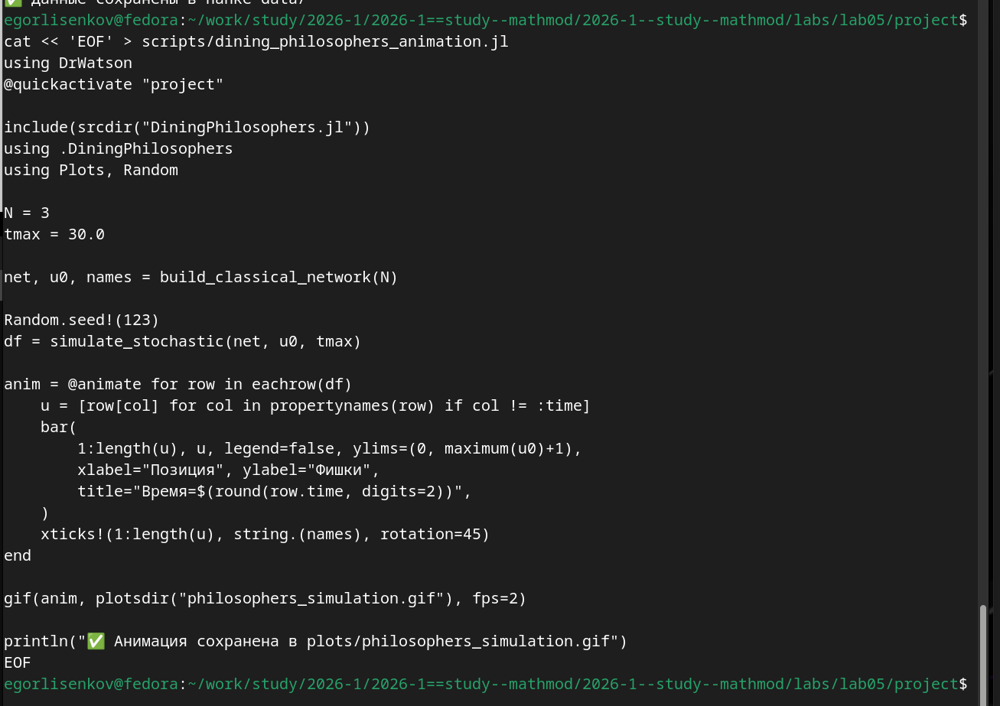 ✅ Данные сохранены в папке data/
egorlisenkov@fedora:~/work/study/2026-1/2026-1==study--mathmod/2026-1--study--mathmod/labs/lab05/project$
cat << 'EOF' > scripts/dining_philosophers_animation.jl
using DrWatson
@quickactivate "project"

include(srcdir("DiningPhilosophers.jl"))
using .DiningPhilosophers
using Plots, Random

N = 3
tmax = 30.0

net, u0, names = build_classical_network(N)

Random.seed!(123)
df = simulate_stochastic(net, u0, tmax)

anim = @animate for row in eachrow(df)
    u = [row[col] for col in propertynames(row) if col != :time]
    bar(
        1:length(u), u, legend=false, ylims=(0, maximum(u0)+1),
        xlabel="Позиция", ylabel="Фишки",
        title="Время=$(round(row.time, digits=2))",
    )
    xticks!(1:length(u), string.(names), rotation=45)
end

gif(anim, plotsdir("philosophers_simulation.gif"), fps=2)

println("✅ Анимация сохранена в plots/philosophers_simulation.gif")
EOF
egorlisenkov@fedora:~/work/study/2026-1/2026-1==study--mathmod/2026-1--study--mathmod/labs/lab05/project$